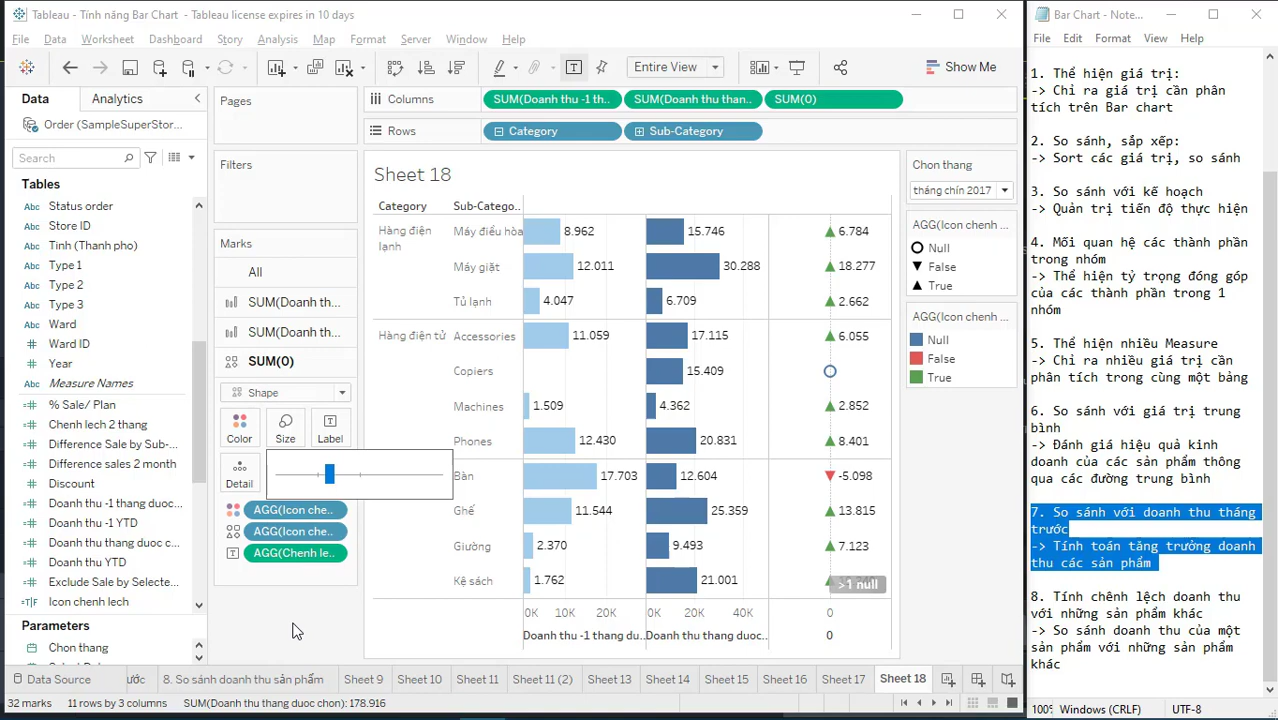 Tableau - Tính năng Bar Chart - Tableau license expires in 10 days
File Data Worksheet Dashboard Story Analysis Map Format Server Window Help
Entire View
Show Me
Data Analytics
Order (SampleSuperStor...
Search
Tables
Abc Status order
Abc Store ID
Abc Tinh (Thanh pho)
Abc Type 1
Abc Type 2
Abc Type 3
Abc Ward
Abc Ward ID
Abc Year
Abc Measure Names
% Sale/ Plan
Chenh lech 2 thang
Difference Sale by Sub-...
Difference sales 2 month
Discount
Doanh thu -1 thang duoc...
Doanh thu -1 YTD
Doanh thu thang duoc c...
Doanh thu YTD
Exclude Sale by Selecte...
Icon chenh lech
Parameters
Chon thang
Pages
Filters
Marks
All
SUM(Doanh th...
SUM(Doanh th...
SUM(0)
Shape
Color Size Label
Detail
AGG(Icon che..
AGG(Icon che..
AGG(Chenh le..
Columns SUM(Doanh thu -1 th.. SUM(Doanh thu than.. SUM(0)
Rows Category Sub-Category
Sheet 18
Category Sub-Catego..
Hàng điện lạnh Máy điều hòa 8.962 15.746 6.784
Máy giặt 12.011 30.288 18.277
Tủ lạnh 4.047 6.709 2.662
Hàng điện tử Accessories 11.059 17.115 6.055
Copiers 15.409
Machines 1.509 4.362 2.852
Phones 12.430 20.831 8.401
Bàn 17.703 12.604 -5.098
Ghế 11.544 25.359 13.815
Giường 2.370 9.493 7.123
Kệ sách 1.762 21.001
>1 null
0K 10K 20K 0K 20K 40K 0
Doanh thu -1 thang du.. Doanh thu thang duoc.. 0
Chon thang
tháng chín 2017
AGG(Icon chenh ...
Null
False
True
AGG(Icon chenh ...
Null
False
True
Data Source ước 8. So sánh doanh thu sản phẩm Sheet 9 Sheet 10 Sheet 11 Sheet 11 (2) Sheet 13 Sheet 14 Sheet 15 Sheet 16 Sheet 17 Sheet 18
32 marks 11 rows by 3 columns SUM(Doanh thu thang duoc chon): 178.916
Bar Chart - Note...
File Edit Format View Help
1. Thể hiện giá trị:
-> Chỉ ra giá trị cần phân
tích trên Bar chart
2. So sánh, sắp xếp:
-> Sort các giá trị, so sánh
3. So sánh với kế hoạch
-> Quản trị tiến độ thực hiện
4. Mối quan hệ các thành phần
trong nhóm
-> Thể hiện tỷ trọng đóng góp
của các thành phần trong 1
nhóm
5. Thể hiện nhiều Measure
-> Chỉ ra nhiều giá trị cần
phân tích trong cùng một bảng
6. So sánh với giá trị trung
bình
-> Đánh giá hiệu quả kinh
doanh của các sản phẩm thông
qua các đường trung bình
7. So sánh với doanh thu tháng
trước
-> Tính toán tăng trưởng doanh
thu các sản phẩm
8. Tính chênh lệch doanh thu
với những sản phẩm khác
-> So sánh doanh thu của một
sản phẩm với những sản phẩm
khác
100% Windows (CRLF) UTF-8